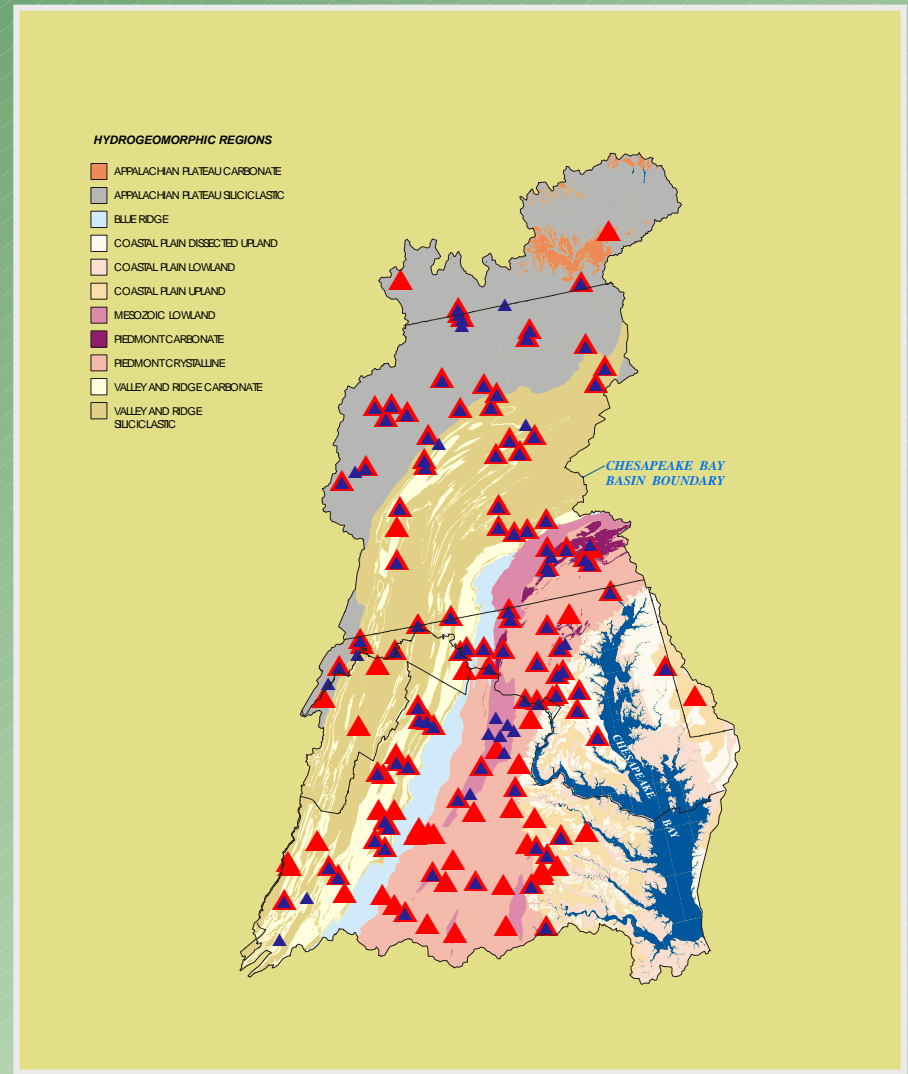 HYDROGEOMORPHIC REGIONS
APPALACHIAN PLATEAU CARBONATE
APPALACHIAN PLATEAU SILICICLASTIC
BLUE RIDGE
COASTAL PLAIN DISSECTED UPLAND
COASTAL PLAIN LOWLAND
COASTAL PLAIN UPLAND
MESOZOIC LOWLAND
PIEDMONT CARBONATE
PIEDMONT CRYSTALLINE
VALLEY AND RIDGE CARBONATE
VALLEY AND RIDGE
SILICICLASTIC
CHESAPEAKE BAY
BASIN BOUNDARY
CHESAPEAKE
BAY